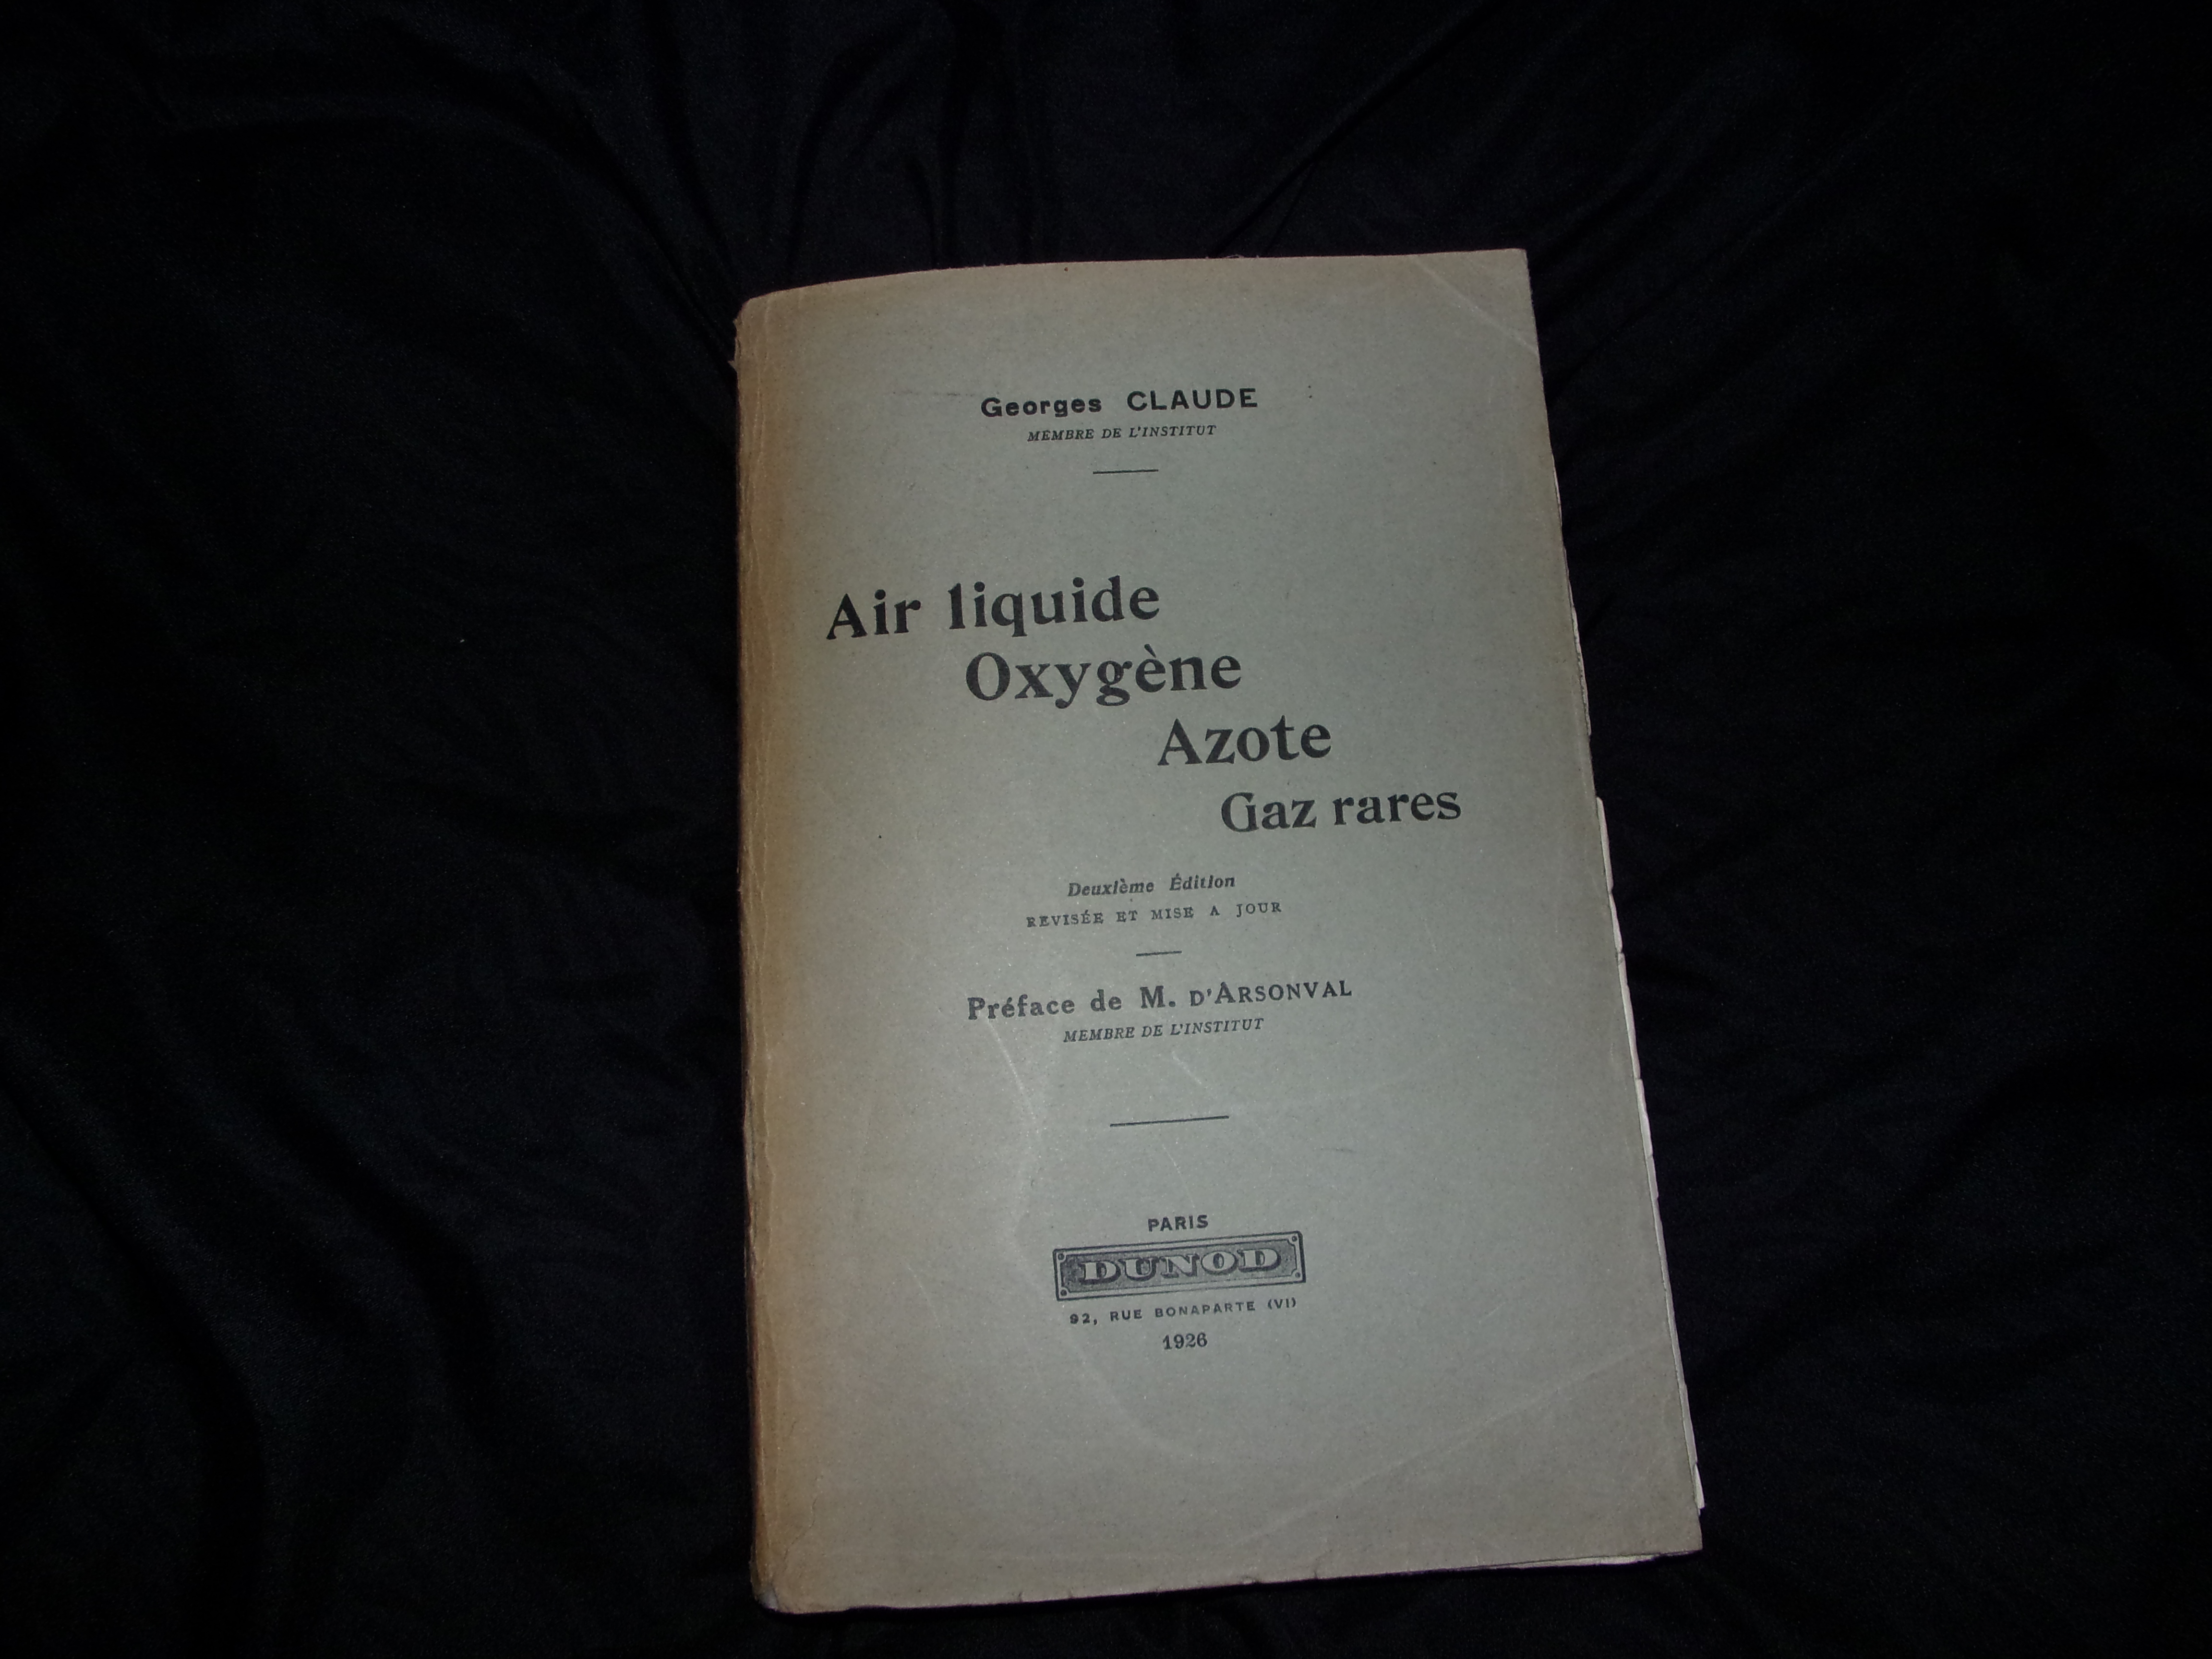 Georges CLAUDE
MEMBRE DE L'INSTITUT
Air liquide
Oxygène
Azote
Gaz rares
Deuxième Édition
REVISÉE ET MISE A JOUR
Préface de M. D'ARSONVAL
MEMBRE DE L'INSTITUT
PARIS
DUNOD
92, RUE BONAPARTE (VI)
1926